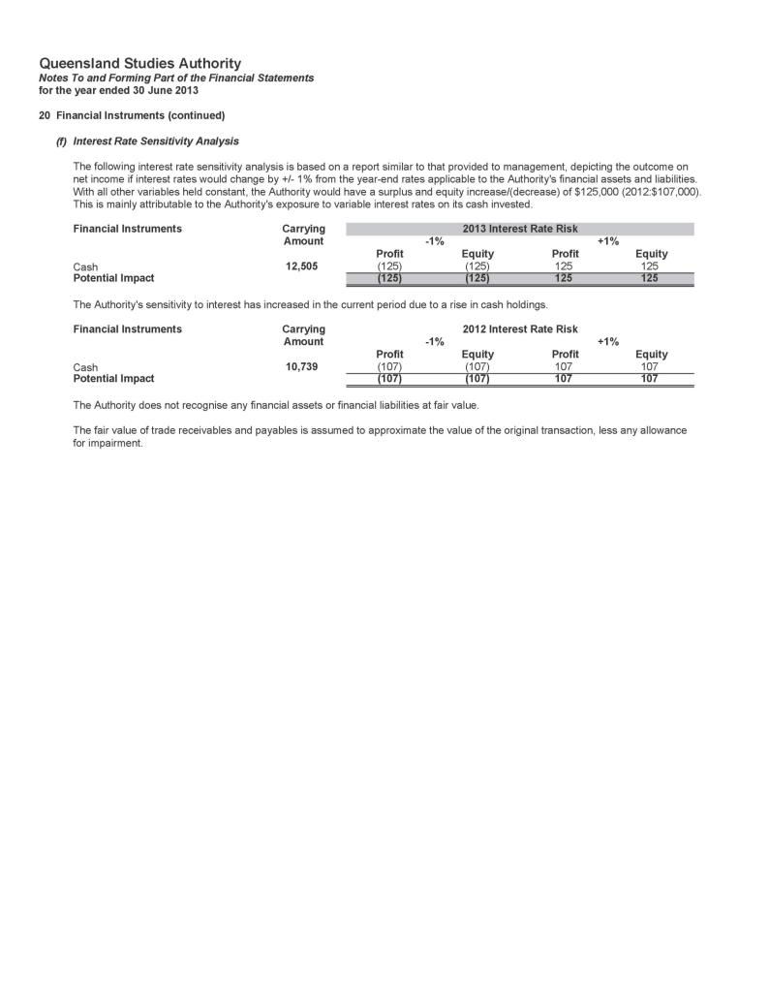 Queensland Studies Authority
Notes To and Forming Part of the Financial Statements
for the year ended 30 June 2013
20 Financial Instruments (continued)
(f) Interest Rate Sensitivity Analysis
The following interest rate sensitivity analysis is based on a report similar to that provided to management, depicting the outcome on
net income if interest rates would change by +/- 1% from the year-end rates applicable to the Authority's financial assets and liabilities.
With all other variables held constant, the Authority would have a surplus and equity increase/(decrease) of $125,000 (2012:$107,000).
This is mainly attributable to the Authority's exposure to variable interest rates on its cash invested.
Financial Instruments Carrying 2013 Interest Rate Risk
Amount -1% +1%
Profit Equity Profit Equity
Cash 12,505 (125) (125) 125 125
Potential Impact (125) (125) 125 125
The Authority's sensitivity to interest has increased in the current period due to a rise in cash holdings.
Financial Instruments Carrying 2012 Interest Rate Risk
Amount -1% +1%
Profit Equity Profit Equity
Cash 10,739 (107) (107) 107 107
Potential Impact (107) (107) 107 107
The Authority does not recognise any financial assets or financial liabilities at fair value.
The fair value of trade receivables and payables is assumed to approximate the value of the original transaction, less any allowance
for impairment.